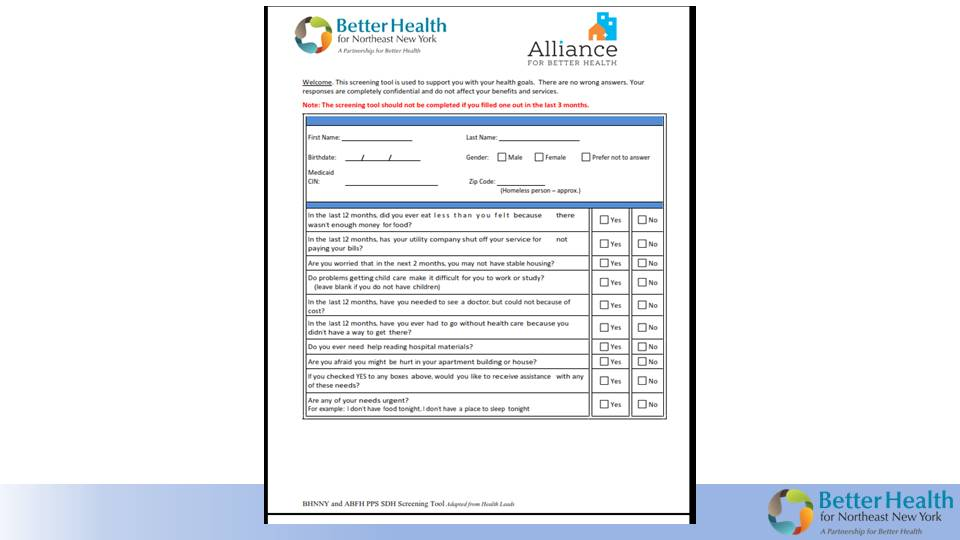 Better Health
for Northeast New York
A Partnership for Better Health
Alliance
FOR BETTER HEALTH
Welcome. This screening tool is used to support you with your health goals. There are no wrong answers. Your
responses are completely confidential and do not affect your benefits and services.
Note: The screening tool should not be completed if you filled one out in the last 3 months.
First Name: Last Name:
Birthdate: / / Gender: Male Female Prefer not to answer
Medicaid
CIN: Zip Code:
(Homeless person – approx.)
In the last 12 months, did you ever eat less than you felt because there
wasn't enough money for food? Yes No
In the last 12 months, has your utility company shut off your service for not
paying your bills? Yes No
Are you worried that in the next 2 months, you may not have stable housing? Yes No
Do problems getting child care make it difficult for you to work or study?
(leave blank if you do not have children) Yes No
In the last 12 months, have you needed to see a doctor, but could not because of
cost? Yes No
In the last 12 months, have you ever had to go without health care because you
didn't have a way to get there? Yes No
Do you ever need help reading hospital materials? Yes No
Are you afraid you might be hurt in your apartment building or house? Yes No
If you checked YES to any boxes above, would you like to receive assistance with any
of these needs? Yes No
Are any of your needs urgent?
For example: I don't have food tonight, I don't have a place to sleep tonight Yes No
BHNNY and ABFH PPS SDH Screening Tool Adapted from Health Leads
Better Health
for Northeast New York
A Partnership for Better Health